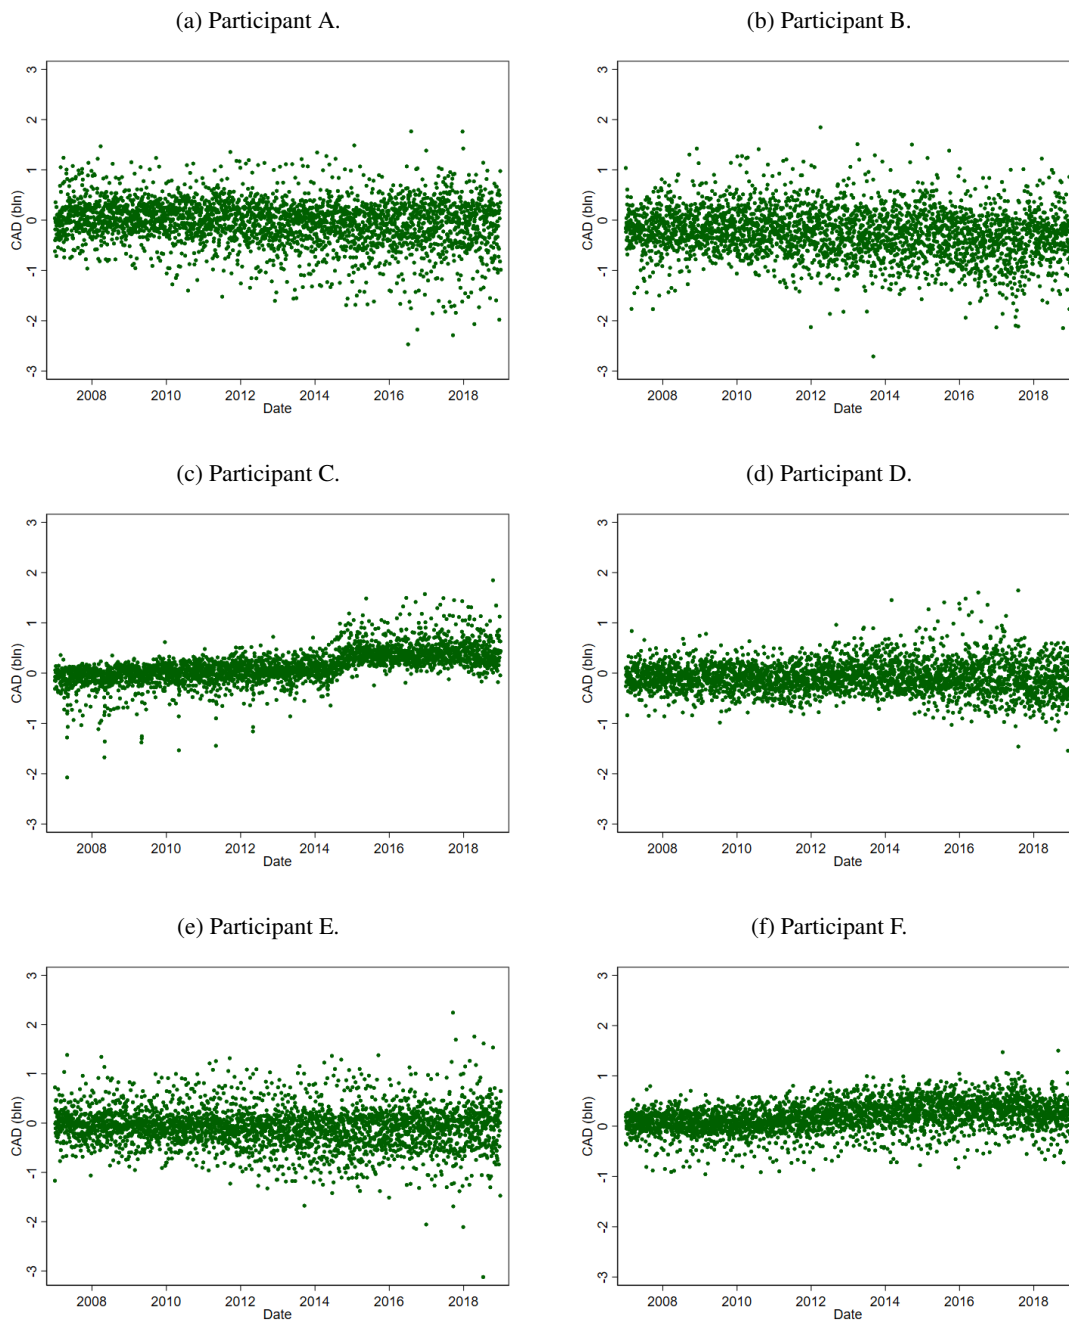 (a) Participant A.
(b) Participant B.
3
2
1
0
-1
-2
-3
CAD (bln)
2008 2010 2012 2014 2016 2018
Date
3
2
1
0
-1
-2
-3
CAD (bln)
2008 2010 2012 2014 2016 2018
Date
(c) Participant C.
(d) Participant D.
3
2
1
0
-1
-2
-3
CAD (bln)
2008 2010 2012 2014 2016 2018
Date
3
2
1
0
-1
-2
-3
CAD (bln)
2008 2010 2012 2014 2016 2018
Date
(e) Participant E.
(f) Participant F.
3
2
1
0
-1
-2
-3
CAD (bln)
2008 2010 2012 2014 2016 2018
Date
3
2
1
0
-1
-2
-3
CAD (bln)
2008 2010 2012 2014 2016 2018
Date